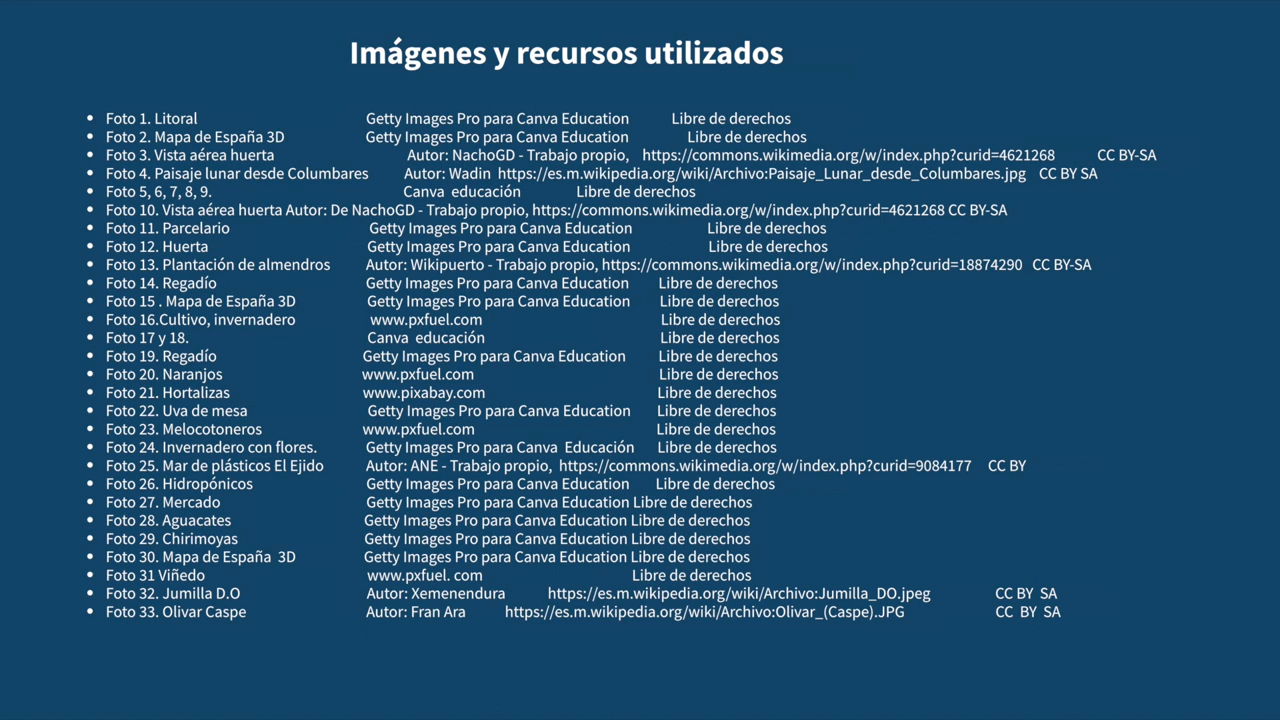 Imágenes y recursos utilizados
• Foto 1. Litoral Getty Images Pro para Canva Education Libre de derechos
• Foto 2. Mapa de España 3D Getty Images Pro para Canva Education Libre de derechos
• Foto 3. Vista aérea huerta Autor: NachoGD - Trabajo propio, https://commons.wikimedia.org/w/index.php?curid=4621268 CC BY-SA
• Foto 4. Paisaje lunar desde Columbares Autor: Wadin https://es.m.wikipedia.org/wiki/Archivo:Paisaje_Lunar_desde_Columbares.jpg CC BY SA
• Foto 5, 6, 7, 8, 9. Canva educación Libre de derechos
• Foto 10. Vista aérea huerta Autor: De NachoGD - Trabajo propio, https://commons.wikimedia.org/w/index.php?curid=4621268 CC BY-SA
• Foto 11. Parcelario Getty Images Pro para Canva Education Libre de derechos
• Foto 12. Huerta Getty Images Pro para Canva Education Libre de derechos
• Foto 13. Plantación de almendros Autor: Wikipuerto - Trabajo propio, https://commons.wikimedia.org/w/index.php?curid=18874290 CC BY-SA
• Foto 14. Regadío Getty Images Pro para Canva Education Libre de derechos
• Foto 15 . Mapa de España 3D Getty Images Pro para Canva Education Libre de derechos
• Foto 16.Cultivo, invernadero www.pxfuel.com Libre de derechos
• Foto 17 y 18. Canva educación Libre de derechos
• Foto 19. Regadío Getty Images Pro para Canva Education Libre de derechos
• Foto 20. Naranjos www.pxfuel.com Libre de derechos
• Foto 21. Hortalizas www.pixabay.com Libre de derechos
• Foto 22. Uva de mesa Getty Images Pro para Canva Education Libre de derechos
• Foto 23. Melocotoneros www.pxfuel.com Libre de derechos
• Foto 24. Invernadero con flores. Getty Images Pro para Canva Educación Libre de derechos
• Foto 25. Mar de plásticos El Ejido Autor: ANE - Trabajo propio, https://commons.wikimedia.org/w/index.php?curid=9084177 CC BY
• Foto 26. Hidropónicos Getty Images Pro para Canva Education Libre de derechos
• Foto 27. Mercado Getty Images Pro para Canva Education Libre de derechos
• Foto 28. Aguacates Getty Images Pro para Canva Education Libre de derechos
• Foto 29. Chirimoyas Getty Images Pro para Canva Education Libre de derechos
• Foto 30. Mapa de España 3D Getty Images Pro para Canva Education Libre de derechos
• Foto 31 Viñedo www.pxfuel. com Libre de derechos
• Foto 32. Jumilla D.O Autor: Xemenendura https://es.m.wikipedia.org/wiki/Archivo:Jumilla_DO.jpeg CC BY SA
• Foto 33. Olivar Caspe Autor: Fran Ara https://es.m.wikipedia.org/wiki/Archivo:Olivar_(Caspe).JPG CC BY SA